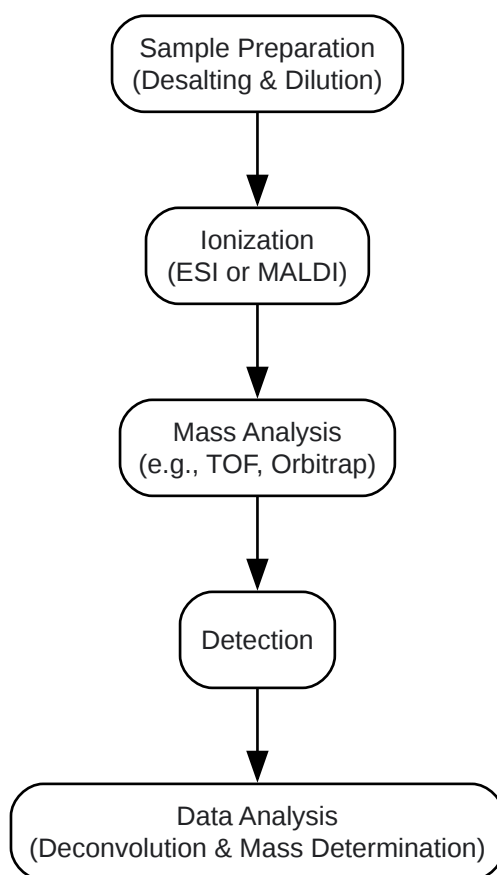 Sample Preparation
(Desalting & Dilution)
Ionization
(ESI or MALDI)
Mass Analysis
(e.g., TOF, Orbitrap)
Detection
Data Analysis
(Deconvolution & Mass Determination)